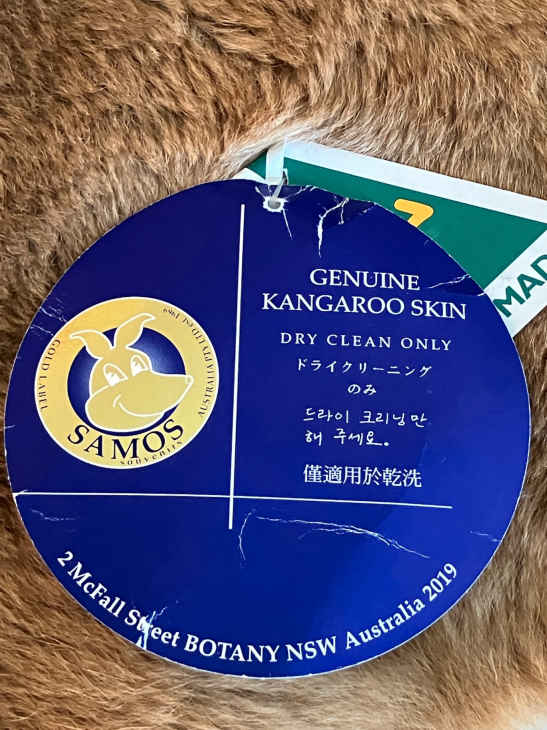 MAD
GENUINE
KANGAROO SKIN
DRY CLEAN ONLY
ドライクリーニング
のみ
드라이 크리닝만
해 주세요.
僅適用於乾洗
GOLD LABEL
AUSTRALIA PTY LTD Est 1969
SAMOS
souvenirs
2 McFall Street BOTANY NSW Australia 2019